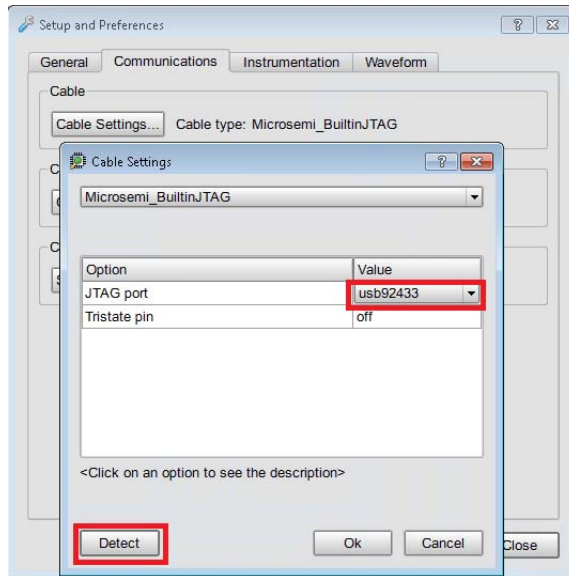 Setup and Preferences
General Communications Instrumentation Waveform
Cable
Cable Settings... Cable type: Microsemi_BuiltinJTAG
Cable Settings
Microsemi_BuiltinJTAG
Option Value
JTAG port usb92433
Tristate pin off
<Click on an option to see the description>
Detect Ok Cancel Close